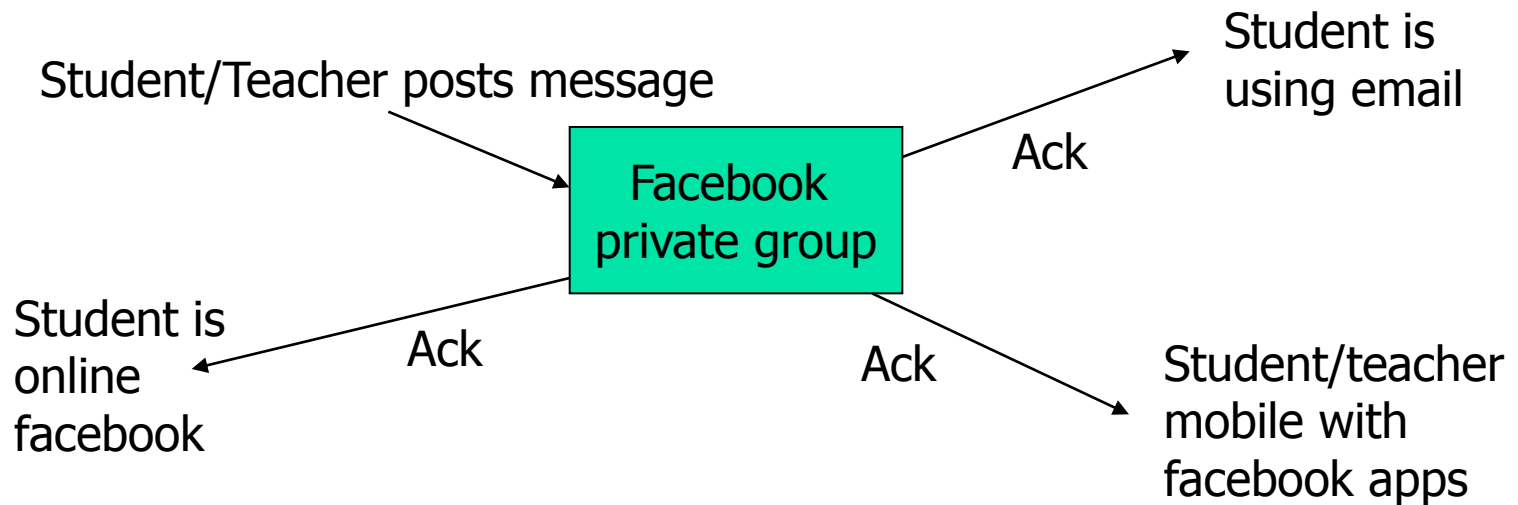 Student/Teacher posts message
Student is
using email
Ack
Facebook
private group
Student is
online
facebook
Ack
Ack
Student/teacher
mobile with
facebook apps